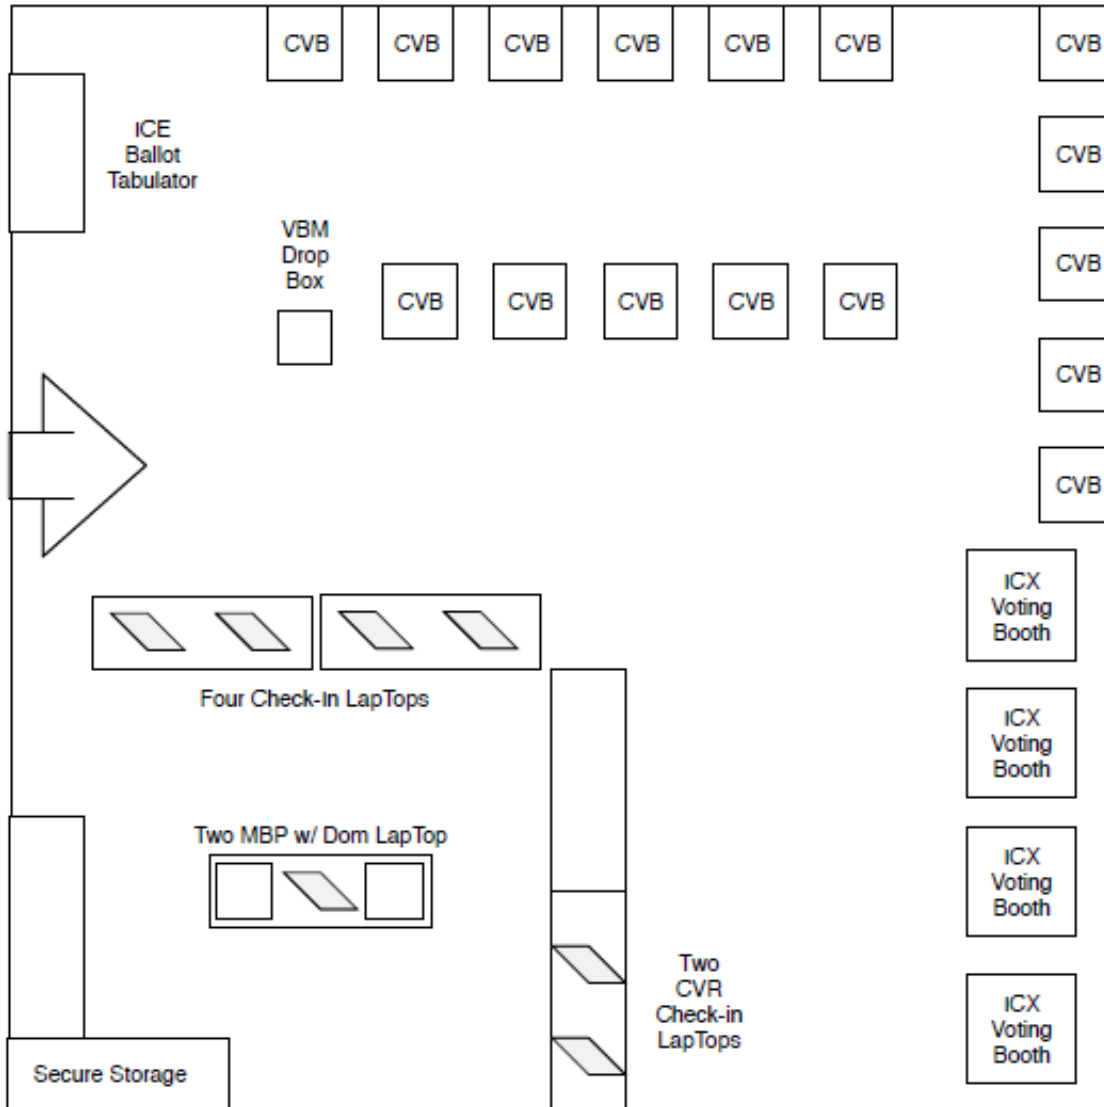 CVB CVB CVB CVB CVB CVB CVB
ICE
Ballot
Tabulator
CVB
VBM
Drop
Box
CVB
CVB CVB CVB CVB CVB
CVB
CVB
ICX
Voting
Booth
Four Check-in LapTops
ICX
Voting
Booth
Two MBP w/ Dom LapTop
ICX
Voting
Booth
Two
CVR
Check-in
LapTops
ICX
Voting
Booth
Secure Storage